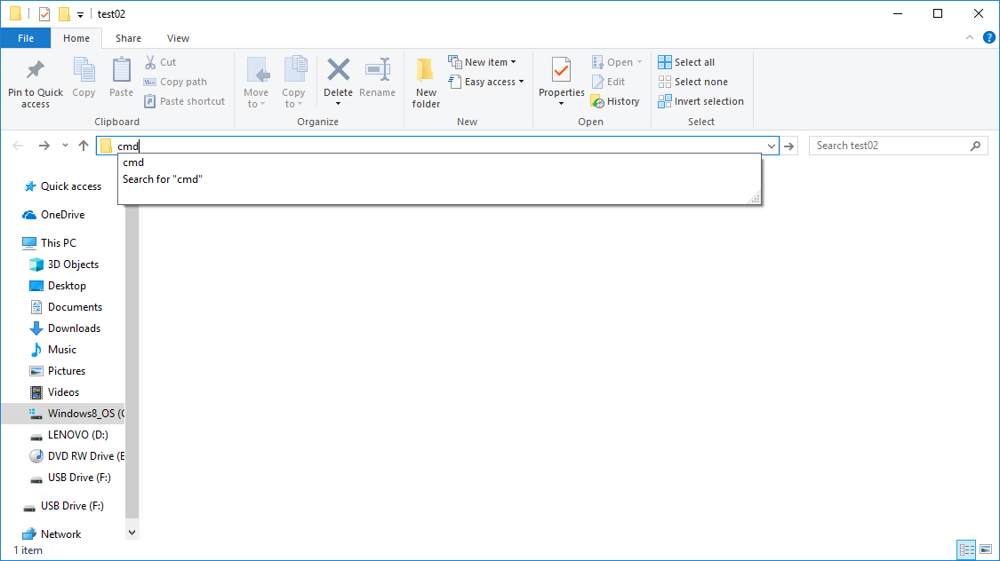 test02
File Home Share View
Pin to Quick access
Copy
Paste
Cut
Copy path
Paste shortcut
Clipboard
Move to
Copy to
Delete
Rename
Organize
New folder
New item
Easy access
New
Properties
Open
Edit
History
Open
Select all
Select none
Invert selection
Select
cmd
Search test02
cmd
Search for "cmd"
Quick access
OneDrive
This PC
3D Objects
Desktop
Documents
Downloads
Music
Pictures
Videos
Windows8_OS (C
LENOVO (D:)
DVD RW Drive (E
USB Drive (F:)
USB Drive (F:)
Network
1 item